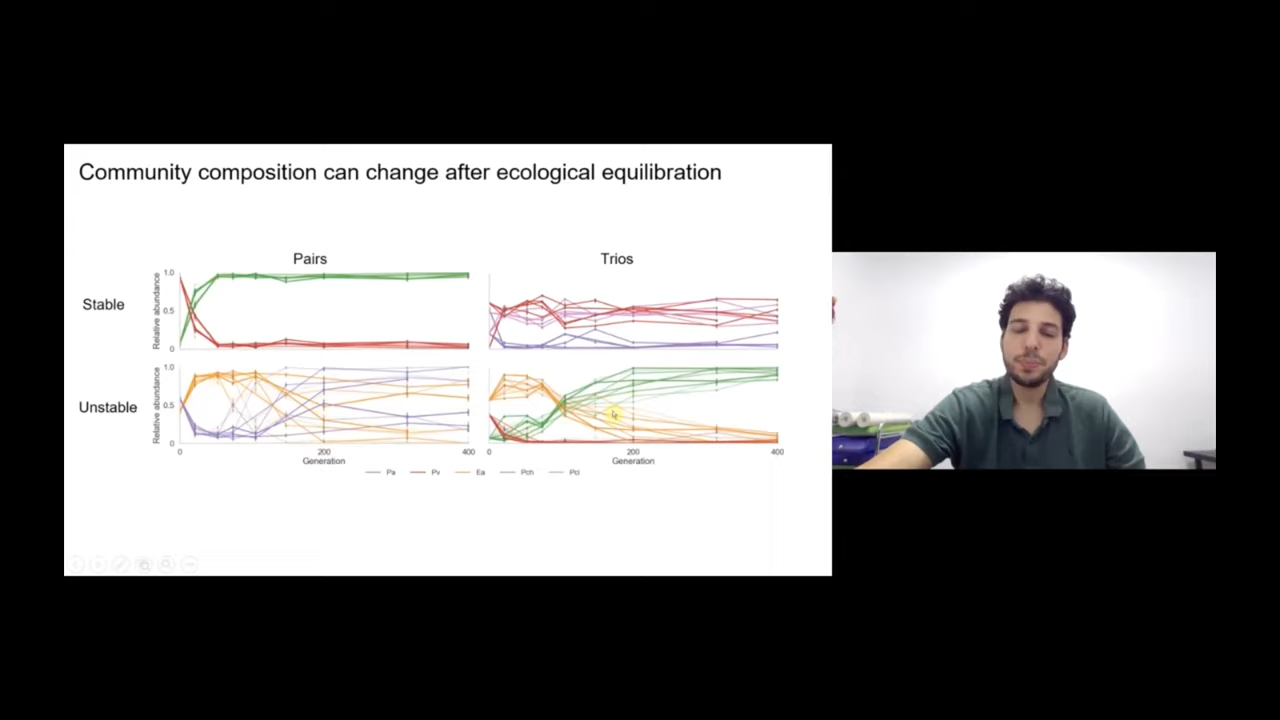 Community composition can change after ecological equilibration
Pairs
Trios
Stable
Relative abundance
1.0
0.5
0
Unstable
Relative abundance
1.0
0.5
0
0
200
400
0
200
400
Generation
Generation
Pa
Pv
Ea
Pch
Pci